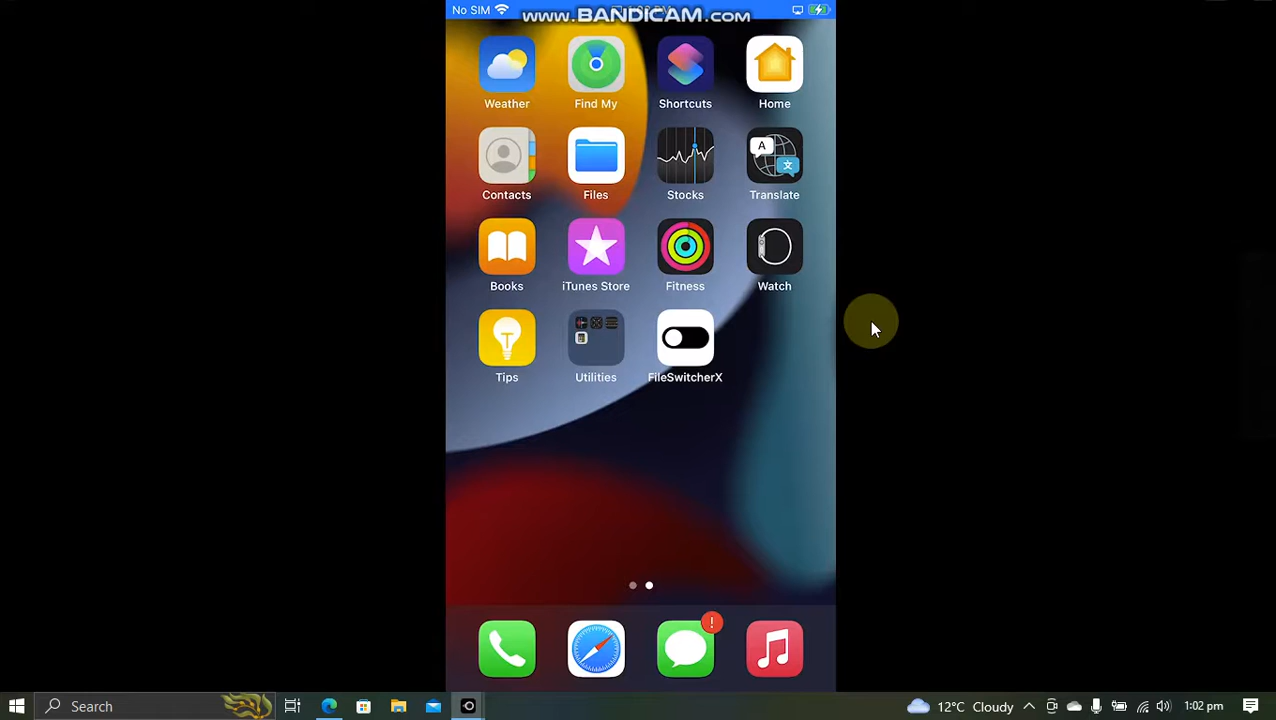 No SIM
www.BANDICAM.com
Weather
Find My
Shortcuts
Home
Contacts
Files
Stocks
A
文
Translate
Books
iTunes Store
Fitness
Watch
Tips
Utilities
FileSwitcherX
!
Search
12°C Cloudy
1:02 pm